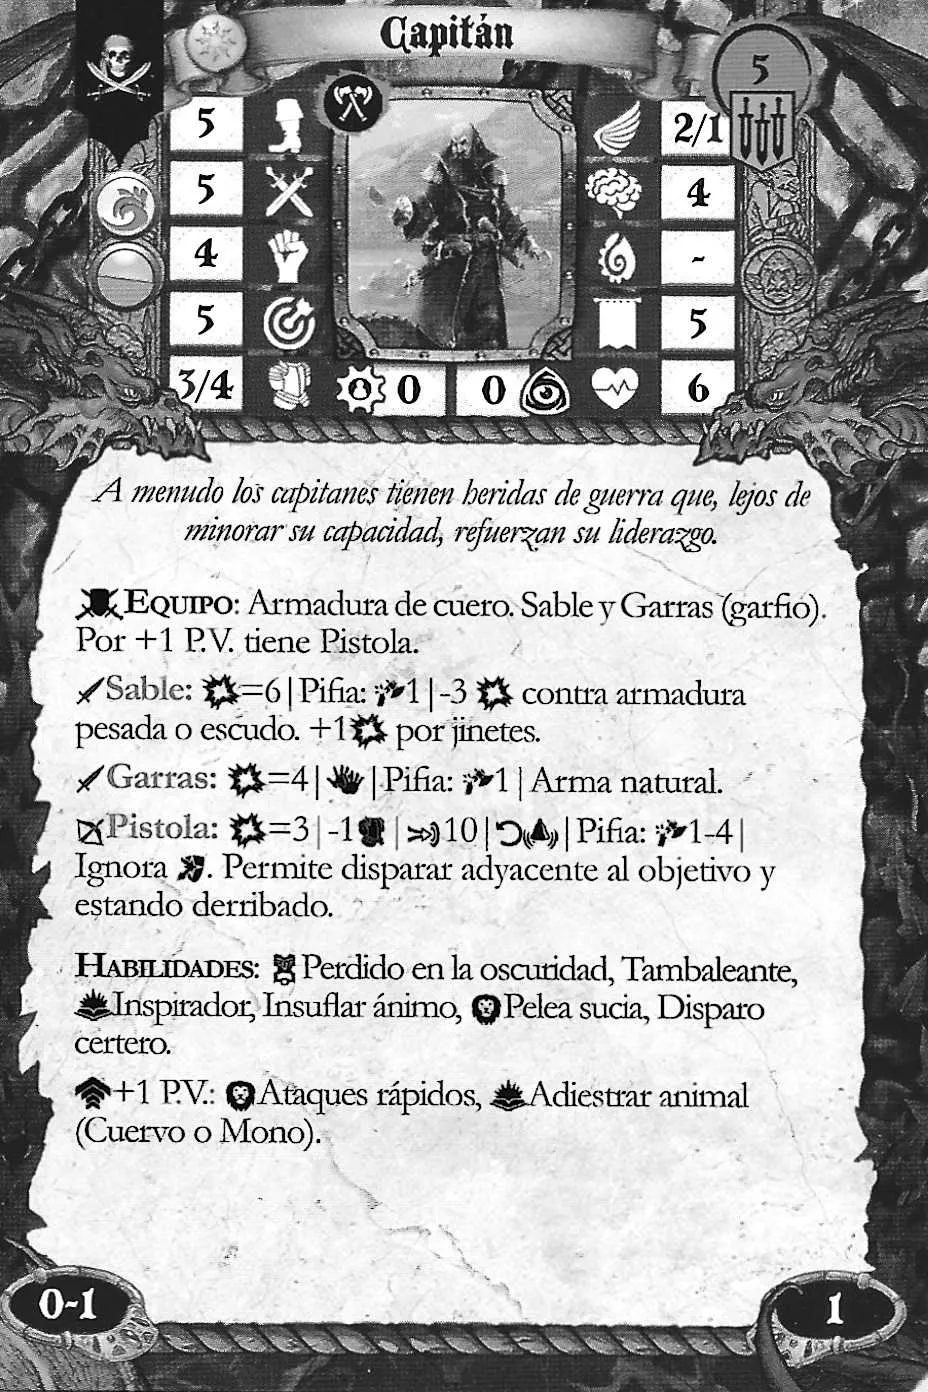 Capitán
5
5
2/1
5
4
4
-
5
5
3/4
0
0
6
A menudo los capitanes tienen heridas de guerra que, lejos de
minorar su capacidad, refuerzan su liderazgo.
EQUIPO: Armadura de cuero. Sable y Garras (garfio).
Por +1 P.V. tiene Pistola.
Sable: =6|Pifia: 1|-3 contra armadura
pesada o escudo. +1 por jinetes.
Garras: =4| |Pifia: 1|Arma natural.
Pistola: =3|-1 | 10| |Pifia: 1-4|
Ignora . Permite disparar adyacente al objetivo y
estando derribado.
HABILIDADES: Perdido en la oscuridad, Tambaleante,
Inspirador, Insuflar ánimo, Pelea sucia, Disparo
certero.
+1 P.V.: Ataques rápidos, Adiestrar animal
(Cuervo o Mono).
0-1
1